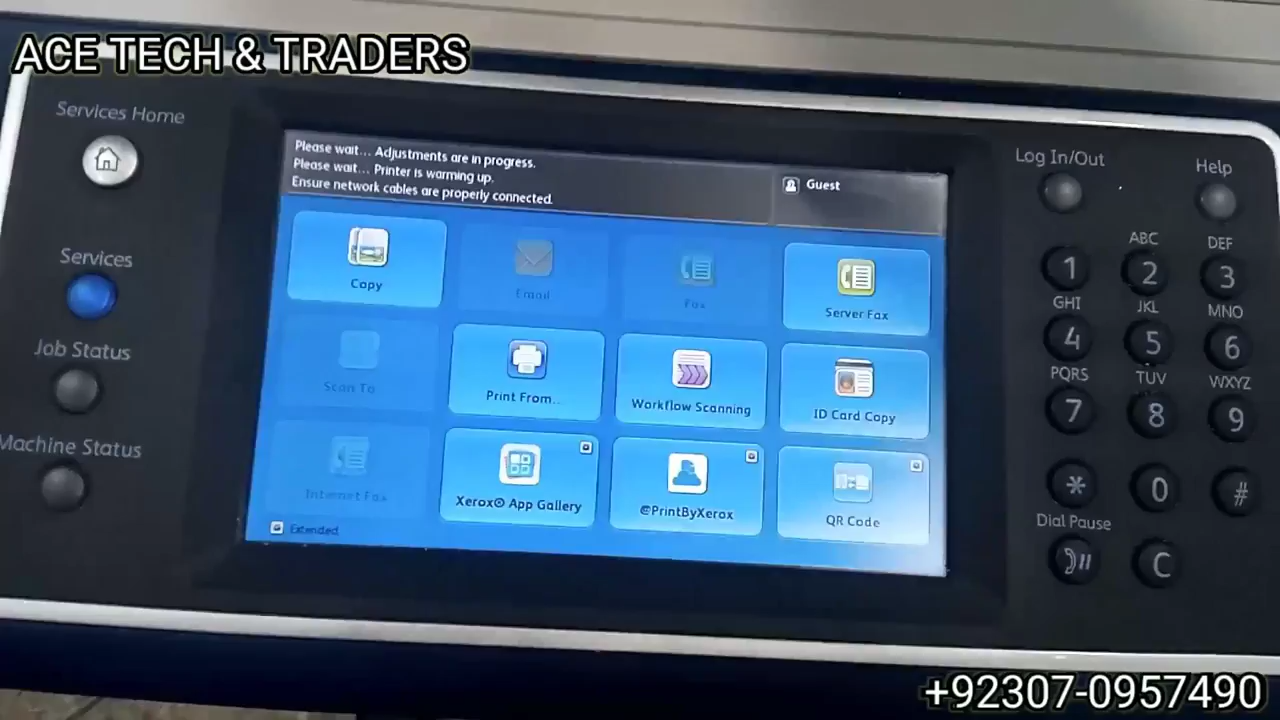 ACE TECH & TRADERS
Services Home
Services
Job Status
Machine Status
Please wait... Adjustments are in progress.
Please wait... Printer is warming up.
Ensure network cables are properly connected.
Guest
Copy
Email
Fax
Server Fax
Scan To
Print From..
Workflow Scanning
ID Card Copy
Internet Fax
Xerox® App Gallery
@PrintByXerox
QR Code
Extended
Log In/Out
Help
ABC
DEF
1
2
3
GHI
JKL
MNO
4
5
6
PQRS
TUV
WXYZ
7
8
9
*
0
#
Dial Pause
C
+92307-0957490